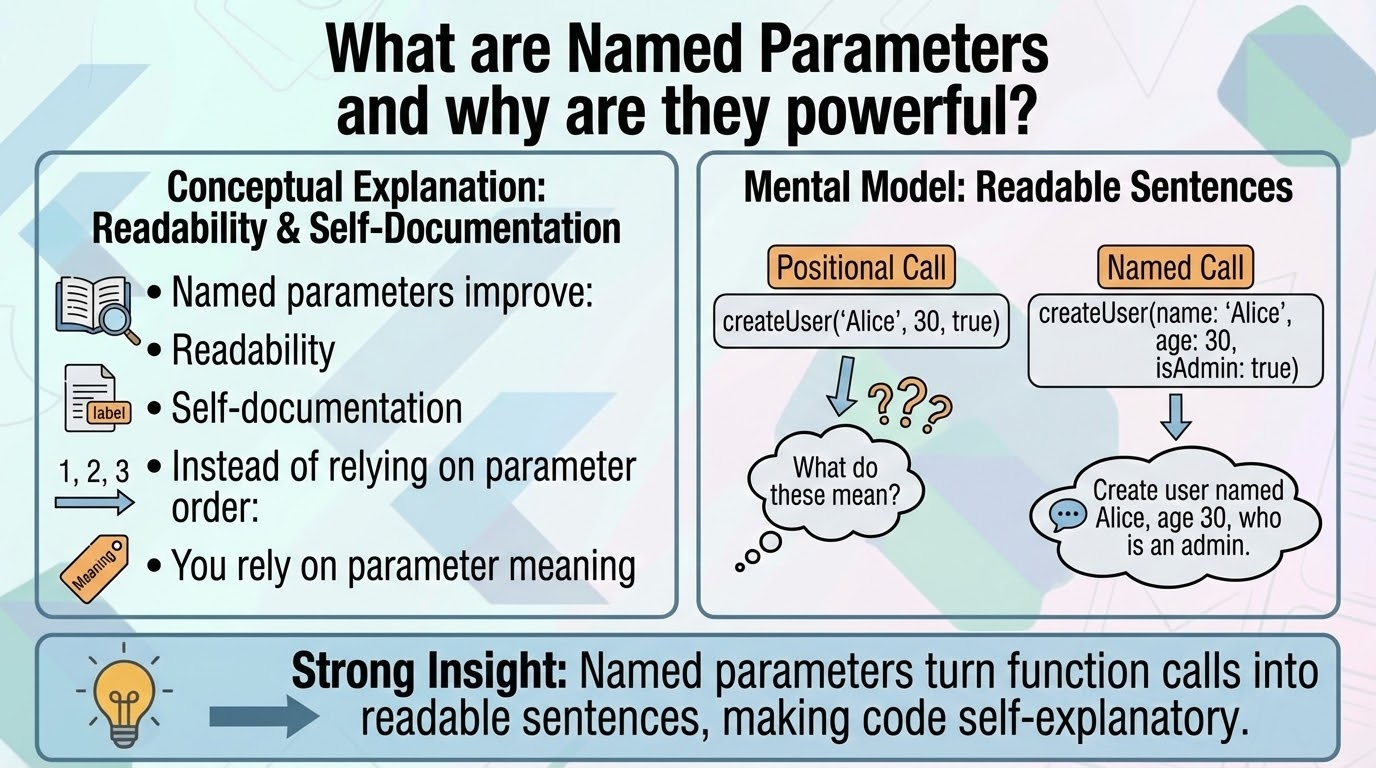 What are Named Parameters
and why are they powerful?
Conceptual Explanation:
Readability & Self-Documentation
• Named parameters improve:
• Readability
label
• Self-documentation
1, 2, 3
• Instead of relying on parameter
order:
Meaning
• You rely on parameter meaning
Mental Model: Readable Sentences
Positional Call
createUser(‘Alice’, 30, true)
???
What do
these mean?
Named Call
createUser(name: ‘Alice’,
age: 30,
isAdmin: true)
Create user named
Alice, age 30, who
is an admin.
Strong Insight: Named parameters turn function calls into
readable sentences, making code self-explanatory.